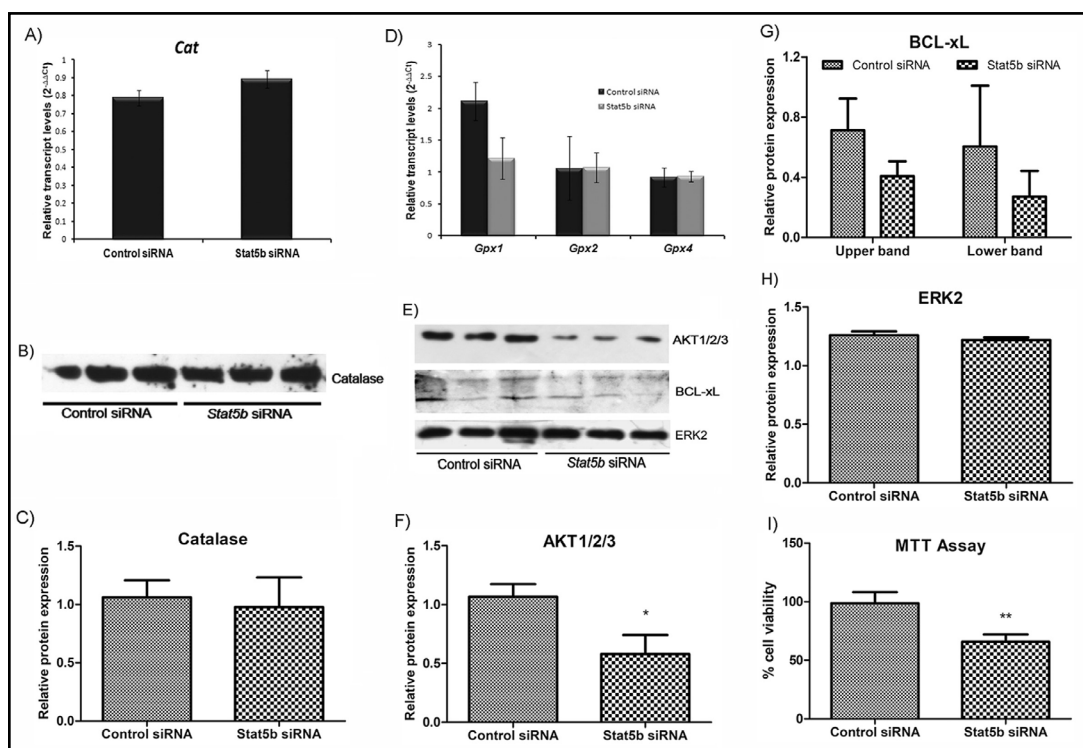 A)
Cat
Relative transcript levels (2-ΔΔCt)
1
0.9
0.8
0.7
0.6
0.5
0.4
0.3
0.2
0.1
0
Control siRNA
Stat5b siRNA
B)
Catalase
Control siRNA
Stat5b siRNA
C)
Catalase
Relative protein expression
1.5
1.0
0.5
0.0
Control siRNA
Stat5b siRNA
D)
Relative transcript levels (2-ΔΔCt)
3
2.5
2
1.5
1
0.5
0
Control siRNA
Stat5b siRNA
Gpx1
Gpx2
Gpx4
E)
AKT1/2/3
BCL-xL
ERK2
Control siRNA
Stat5b siRNA
F)
AKT1/2/3
Relative protein expression
1.5
1.0
0.5
0.0
*
Control siRNA
Stat5b siRNA
G)
BCL-xL
Control siRNA
Stat5b siRNA
Relative protein expression
1.2
0.8
0.4
0.0
Upper band
Lower band
H)
ERK2
Relative protein expression
1.5
1.0
0.5
0.0
Control siRNA
Stat5b siRNA
I)
MTT Assay
% cell viability
150
100
50
0
**
Control siRNA
Stat5b siRNA